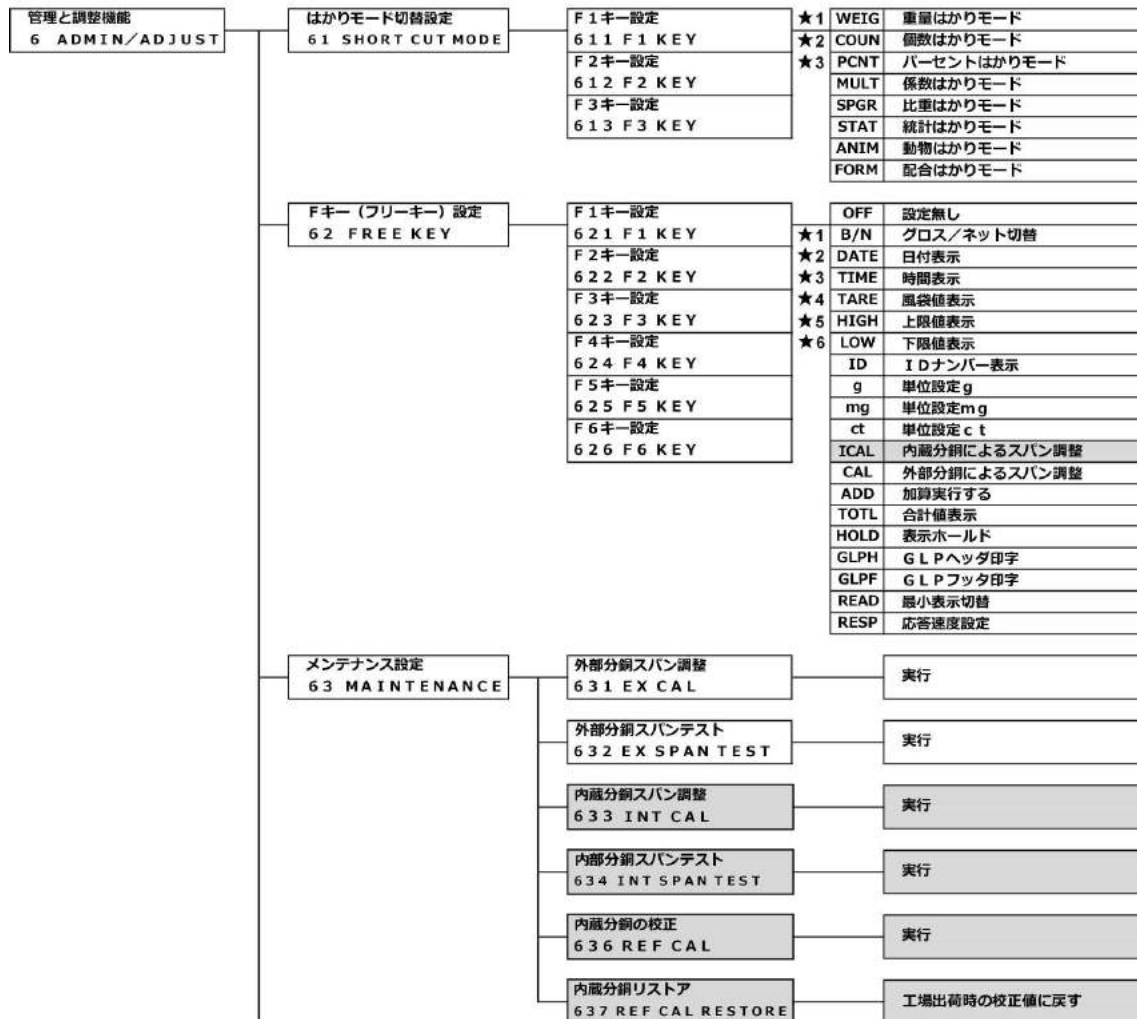 管理と調整機能
6 ADMIN/ADJUST
はかりモード切替設定
61 SHORT CUT MODE
F1キー設定
611 F1 KEY
F2キー設定
612 F2 KEY
F3キー設定
613 F3 KEY
★1 WEIG 重量はかりモード
★2 COUN 個数はかりモード
★3 PCNT パーセントはかりモード
MULT 係数はかりモード
SPGR 比重はかりモード
STAT 統計はかりモード
ANIM 動物はかりモード
FORM 配合はかりモード
Fキー(フリーキー)設定
62 FREE KEY
F1キー設定
621 F1 KEY
F2キー設定
622 F2 KEY
F3キー設定
623 F3 KEY
F4キー設定
624 F4 KEY
F5キー設定
625 F5 KEY
F6キー設定
626 F6 KEY
OFF 設定無し
★1 B/N グロス/ネット切替
★2 DATE 日付表示
★3 TIME 時間表示
★4 TARE 風袋値表示
★5 HIGH 上限値表示
★6 LOW 下限値表示
ID IDナンバー表示
g 単位設定g
mg 単位設定mg
ct 単位設定ct
ICAL 内蔵分銅によるスパン調整
CAL 外部分銅によるスパン調整
ADD 加算実行する
TOTL 合計値表示
HOLD 表示ホールド
GLPH GLPヘッダ印字
GLPF GLPフッタ印字
READ 最小表示切替
RESP 応答速度設定
メンテナンス設定
63 MAINTENANCE
外部分銅スパン調整
631 EX CAL
実行
外部分銅スパンテスト
632 EX SPAN TEST
実行
内蔵分銅スパン調整
633 INT CAL
実行
内部分銅スパンテスト
634 INT SPAN TEST
実行
内蔵分銅の校正
636 REF CAL
実行
内蔵分銅リストア
637 REF CAL RESTORE
工場出荷時の校正値に戻す